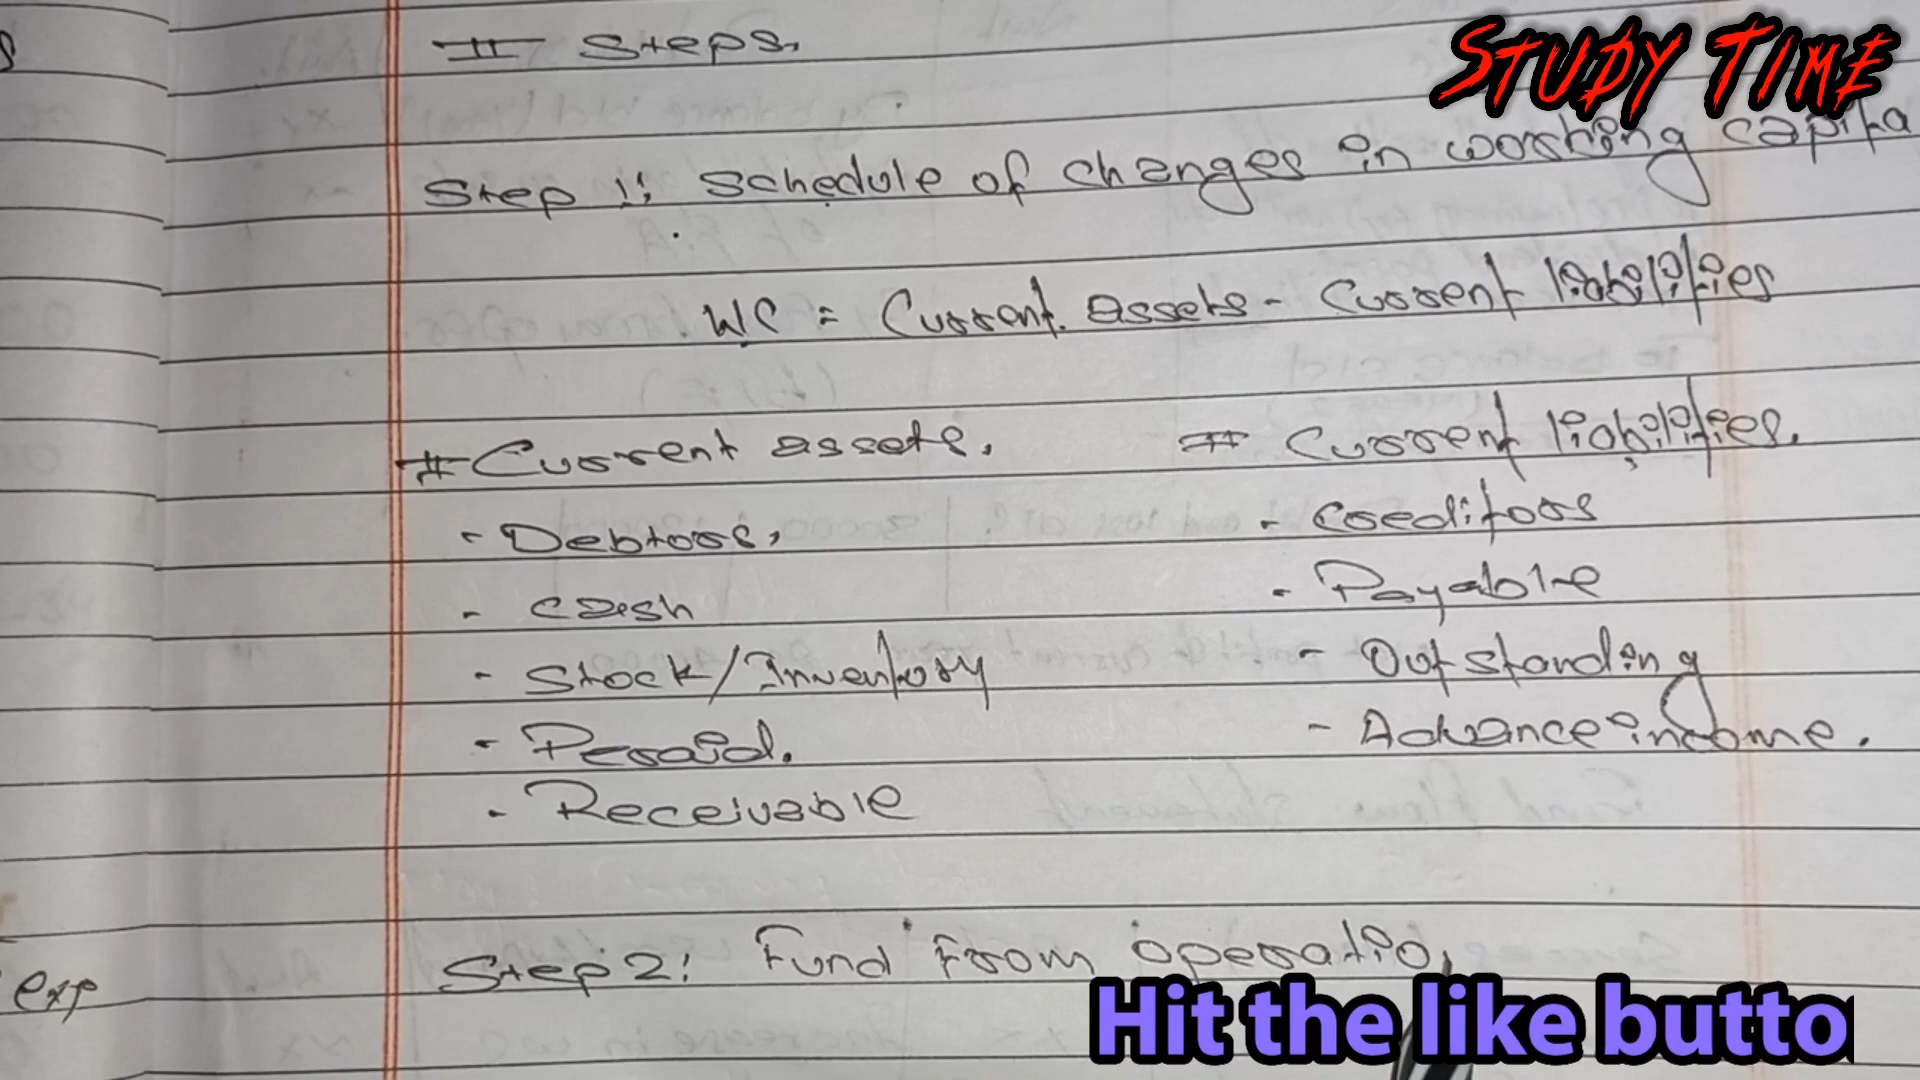 STUDY TIME
# Steps.
Step 1: Schedule of changes in working capita
WC = Current assets - Current liabilities
# Current assets.
- Debtors,
- Cash
- Stock/Inventory
- Peraid.
- Receivable
# Current liabilities.
- Creditors
- Payable
- Outstanding
- Advance income.
Step 2: Fund From operatio
exp
Hit the like butto